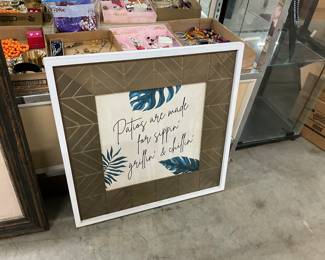 Patios are made
for sippin'
grillin' & chillin'